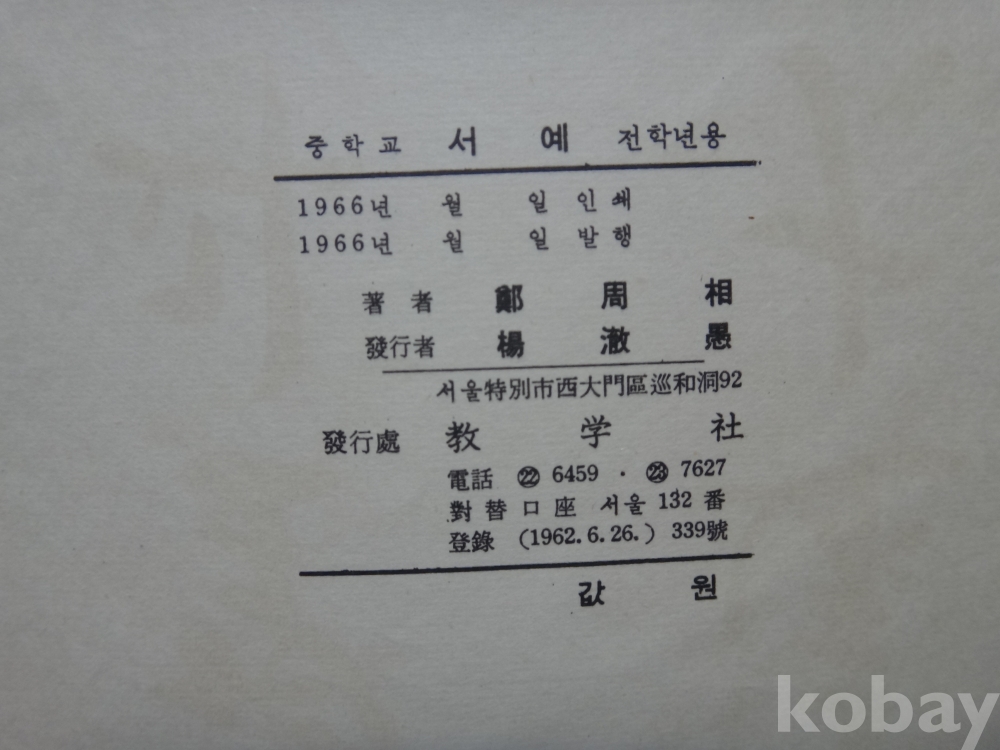 중학교 서 예 전학년용
1966년 월 일 인 쇄
1966년 월 일 발 행
著 者 鄭 周 相
發行者 楊 澈 愚
서울特別市西大門區巡和洞92
發行處 教 学 社
電話 ㉒ 6459 · ㉓ 7627
對替口座 서울 132 番
登錄 (1962.6.26.) 339號
값 원
kobay